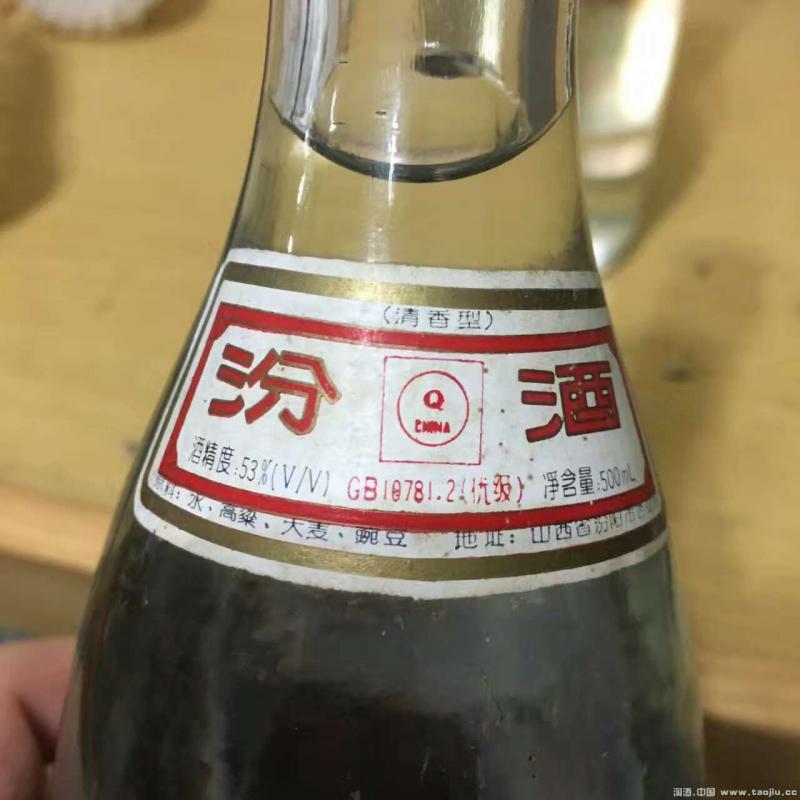 (清香型)
汾 酒
Q
CHINA
酒精度:53%(V/V) GB10781.2(优级) 凈含量:500mL
原料:水、高粱、大麦、豌豆 地址:山西省汾阳市
淘酒.中国 www.taojiu.cc